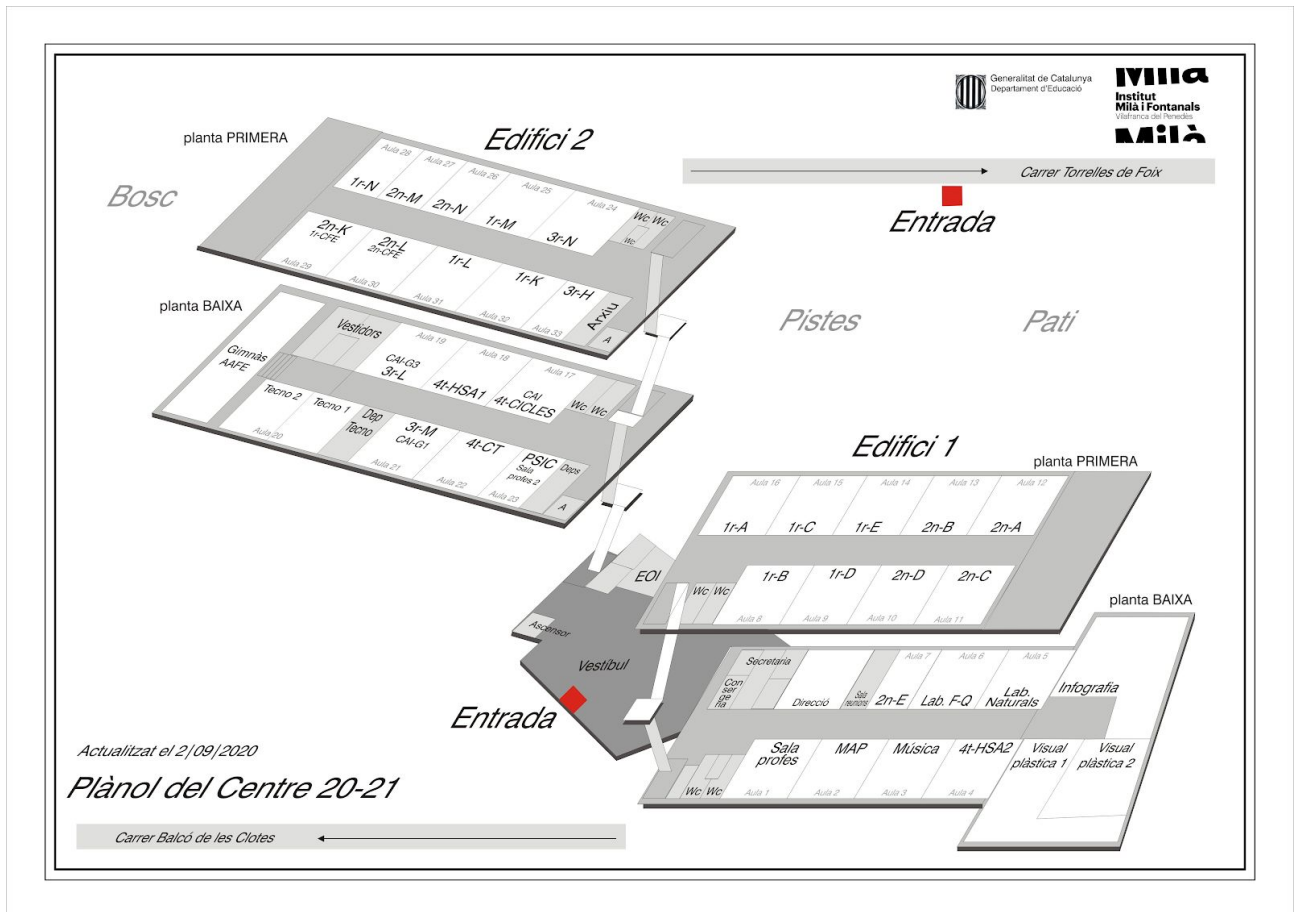 Generalitat de Catalunya
Departament d'Educació
Milà
Institut
Milà i Fontanals
Vilafranca del Penedès
Milà
Carrer Torrelles de Foix
Entrada
Edifici 2
planta PRIMERA
Bosc
Aula 28
Aula 27
Aula 26
Aula 25
Aula 24
1r-N
2n-M
2n-N
1r-M
3r-N
Wc Wc
Wc
2n-K
1r-CFE
2n-L
2n-CFE
1r-L
1r-K
3r-H
Arxiu
A
Aula 29
Aula 30
Aula 31
Aula 32
Aula 33
planta BAIXA
Pistes
Pati
Gimnàs
AAFE
Vestidors
Aula 19
Aula 18
Aula 17
CAI-G3
3r-L
4t-HSA1
CAI
4t-CICLES
Wc Wc
Tecno 2
Tecno 1
Dep
Tecno
3r-M
CAI-G1
4t-CT
PSIC
Sala
profes 2
Deps
A
Aula 20
Aula 21
Aula 22
Aula 23
Edifici 1
planta PRIMERA
Aula 16
Aula 15
Aula 14
Aula 13
Aula 12
1r-A
1r-C
1r-E
2n-B
2n-A
EOI
Wc Wc
1r-B
1r-D
2n-D
2n-C
Aula 8
Aula 9
Aula 10
Aula 11
planta BAIXA
Ascensor
Vestíbul
Entrada
Secretaria
Con
ser
ge
ria
Direcció
Sala
reunions
Aula 7
Aula 6
Aula 5
2n-E
Lab. F-Q
Lab.
Naturals
Infografia
Wc Wc
Sala
profes
MAP
Música
4t-HSA2
Visual
plàstica 1
Visual
plàstica 2
Aula 1
Aula 2
Aula 3
Aula 4
Actualitzat el 2|09|2020
Plànol del Centre 20-21
Carrer Balcó de les Clotes